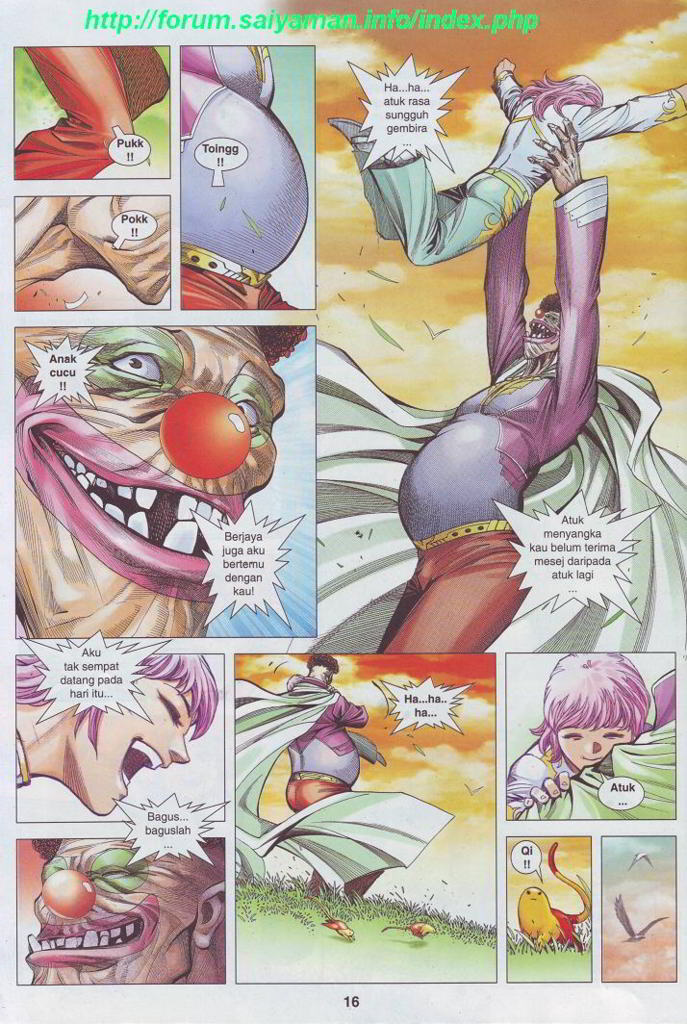 http://forum.saiyaman.info/index.php
Pukk
!!
Toingg
!!
Pokk
!!
Ha...ha...
atuk rasa
sungguh
gembira
...
Anak
cucu
!!
Berjaya
juga aku
bertemu
dengan
kau!
Atuk
menyangka
kau belum terima
mesej daripada
atuk lagi
...
Aku
tak sempat
datang pada
hari itu...
Bagus...
baguslah
...
Ha...ha..
ha...
Atuk
...
Qi
!!
16